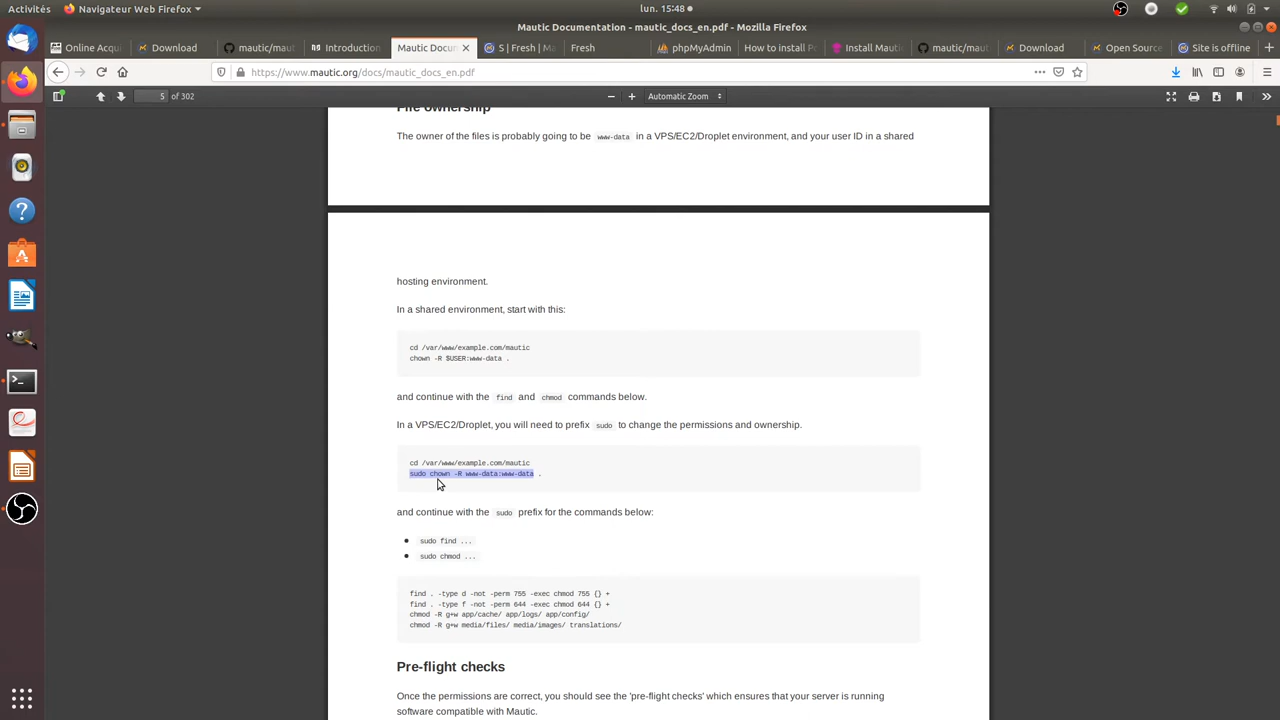 Activités
Navigateur Web Firefox
lun. 15:48
Mautic Documentation - mautic_docs_en.pdf - Mozilla Firefox
Online Acqui
Download
mautic/maut
Introduction
Mautic Docum
S | Fresh | Ma
Fresh
phpMyAdmin
How to install P
Install Mautic
mautic/maut
Download
Open Source
Site is offline
https://www.mautic.org/docs/mautic_docs_en.pdf
5 of 302
Automatic Zoom
File ownership
The owner of the files is probably going to be www-data in a VPS/EC2/Droplet environment, and your user ID in a shared
hosting environment.
In a shared environment, start with this:
cd /var/www/example.com/mautic
chown -R $USER:www-data .
and continue with the find and chmod commands below.
In a VPS/EC2/Droplet, you will need to prefix sudo to change the permissions and ownership.
cd /var/www/example.com/mautic
sudo chown -R www-data:www-data .
and continue with the sudo prefix for the commands below:
sudo find ...
sudo chmod ...
find . -type d -not -perm 755 -exec chmod 755 {} +
find . -type f -not -perm 644 -exec chmod 644 {} +
chmod -R g+w app/cache/ app/logs/ app/config/
chmod -R g+w media/files/ media/images/ translations/
Pre-flight checks
Once the permissions are correct, you should see the 'pre-flight checks' which ensures that your server is running
software compatible with Mautic.